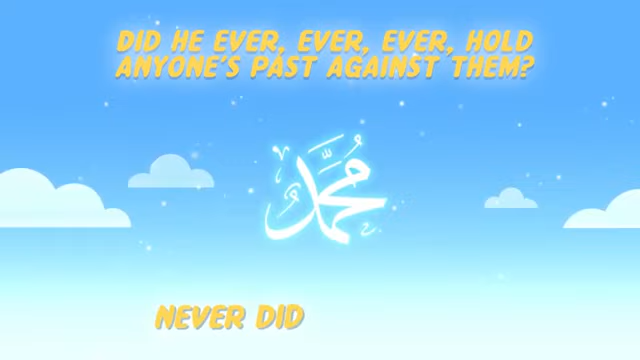 DID HE EVER, EVER, EVER, HOLD
ANYONE'S PAST AGAINST THEM?
محمد
NEVER DID